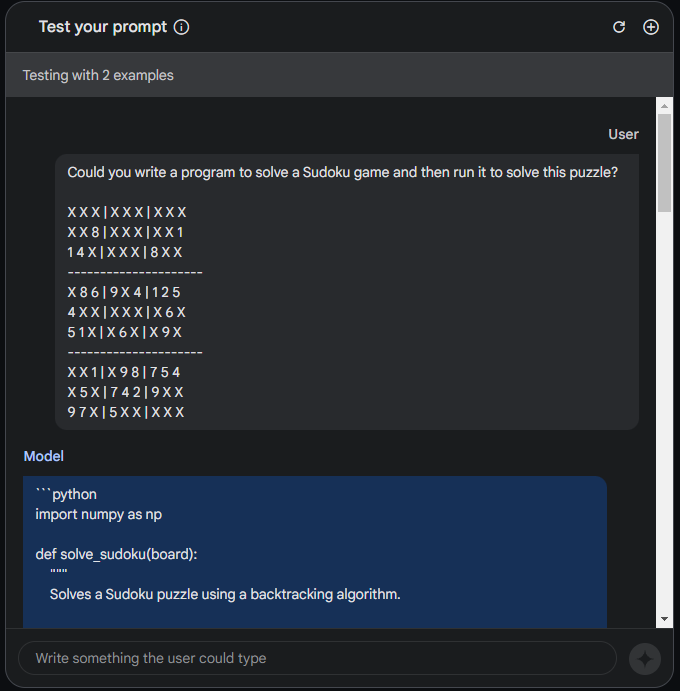 Test your prompt
Testing with 2 examples
User
Could you write a program to solve a Sudoku game and then run it to solve this puzzle?
X X X | X X X | X X X
X X 8 | X X X | X X 1
1 4 X | X X X | 8 X X
---------------------
X 8 6 | 9 X 4 | 1 2 5
4 X X | X X X | X 6 X
5 1 X | X 6 X | X 9 X
---------------------
X X 1 | X 9 8 | 7 5 4
X 5 X | 7 4 2 | 9 X X
9 7 X | 5 X X | X X X
Model
```python
import numpy as np
def solve_sudoku(board):
"""
Solves a Sudoku puzzle using a backtracking algorithm.
Write something the user could type